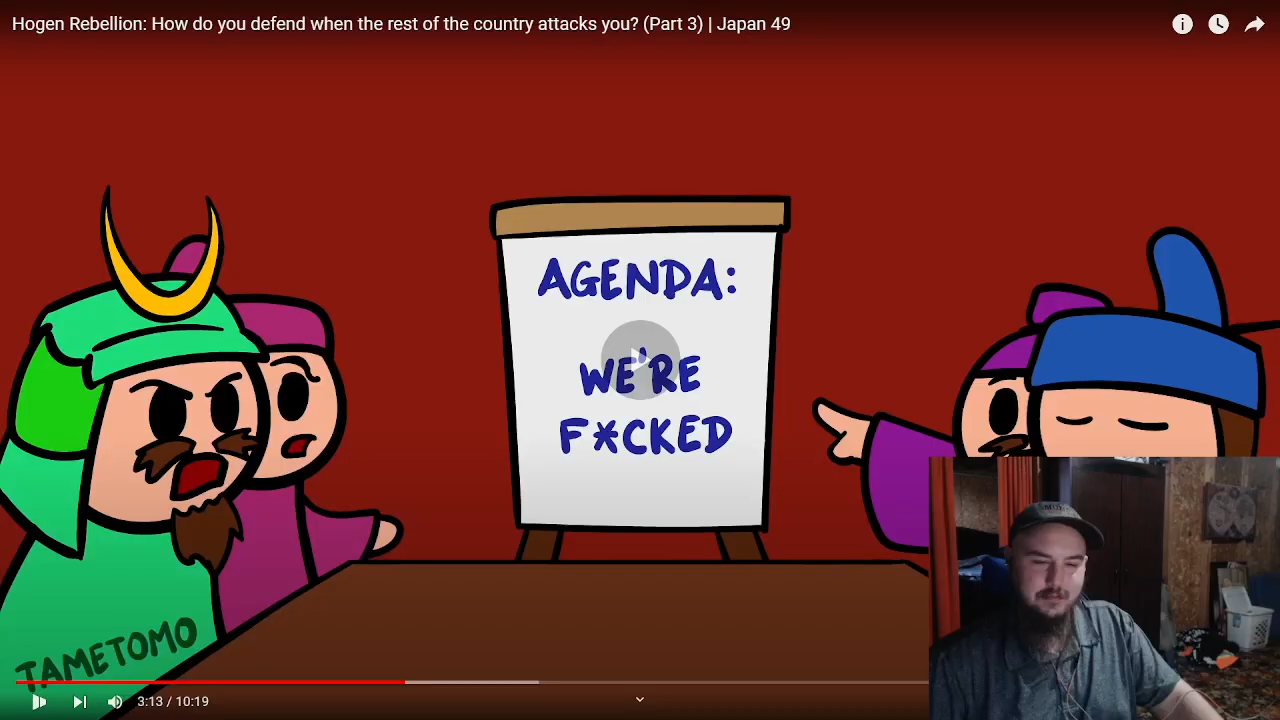 Hogen Rebellion: How do you defend when the rest of the country attacks you? (Part 3) | Japan 49
AGENDA:
WE'RE
F*CKED
TAMETOMO
3:13 / 10:19